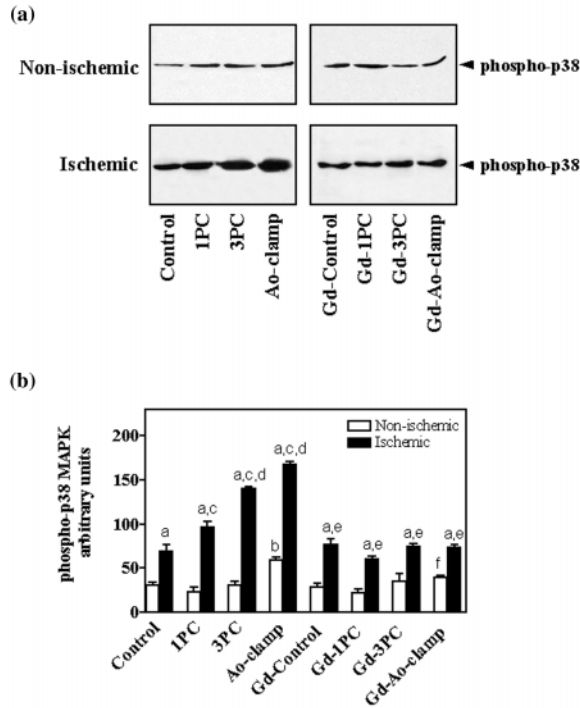 (a)
Non-ischemic
phospho-p38
Ischemic
phospho-p38
Control
1PC
3PC
Ao-clamp
Gd-Control
Gd-1PC
Gd-3PC
Gd-Ao-clamp
(b)
phospho-p38 MAPK
arbitrary units
200
150
100
50
0
Non-ischemic
Ischemic
a
a,c
a,c,d
a,c,d
b
a,e
a,e
a,e
a,e
f
Control
1PC
3PC
Ao-clamp
Gd-Control
Gd-1PC
Gd-3PC
Gd-Ao-clamp